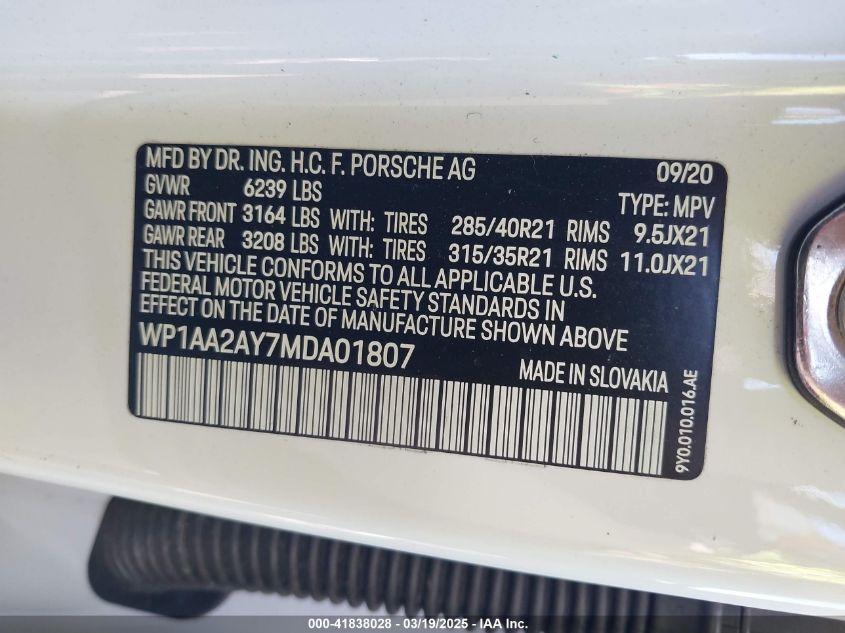 MFD BY DR. ING. H.C. F. PORSCHE AG 09/20
GVWR 6239 LBS TYPE: MPV
GAWR FRONT 3164 LBS WITH: TIRES 285/40R21 RIMS 9.5JX21
GAWR REAR 3208 LBS WITH: TIRES 315/35R21 RIMS 11.0JX21
THIS VEHICLE CONFORMS TO ALL APPLICABLE U.S.
FEDERAL MOTOR VEHICLE SAFETY STANDARDS IN
EFFECT ON THE DATE OF MANUFACTURE SHOWN ABOVE
WP1AA2AY7MDA01807
MADE IN SLOVAKIA
9Y0.010.016.AE
000-41838028 - 03/19/2025 - IAA Inc.